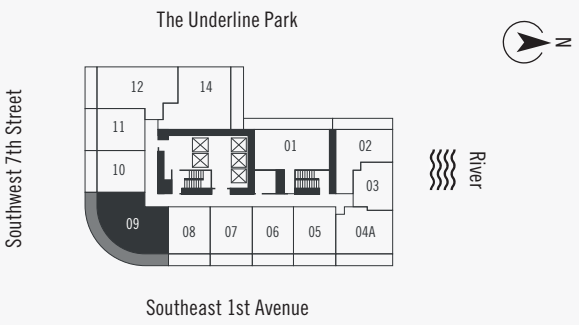 The Underline Park
N
Southwest 7th Street
12
14
11
01
02
10
03
River
09
08
07
06
05
04A
Southeast 1st Avenue